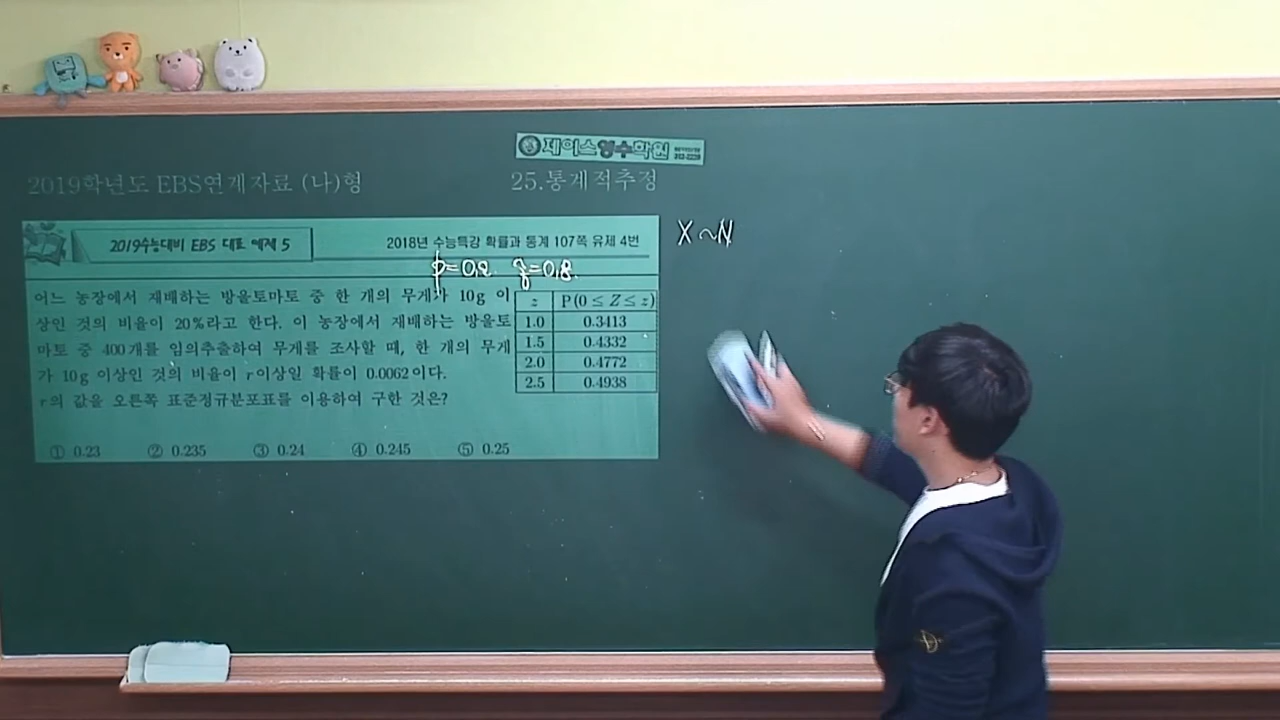 제이스영수학원
2019학년도 EBS연계자료 (나)형
25.통계적추정
2019수능대비 EBS 대표 예제 5
2018년 수능특강 확률과 통계 107쪽 유제 4번
X ~ N
p=0.2. q=0.8.
어느 농장에서 재배하는 방울토마토 중 한 개의 무게가 10g 이
상인 것의 비율이 20%라고 한다. 이 농장에서 재배하는 방울토
마토 중 400개를 임의추출하여 무게를 조사할 때, 한 개의 무게
가 10g 이상인 것의 비율이 r이상일 확률이 0.0062이다.
r의 값을 오른쪽 표준정규분포표를 이용하여 구한 것은?
z P(0≤Z≤z)
1.0 0.3413
1.5 0.4332
2.0 0.4772
2.5 0.4938
① 0.23 ② 0.235 ③ 0.24 ④ 0.245 ⑤ 0.25